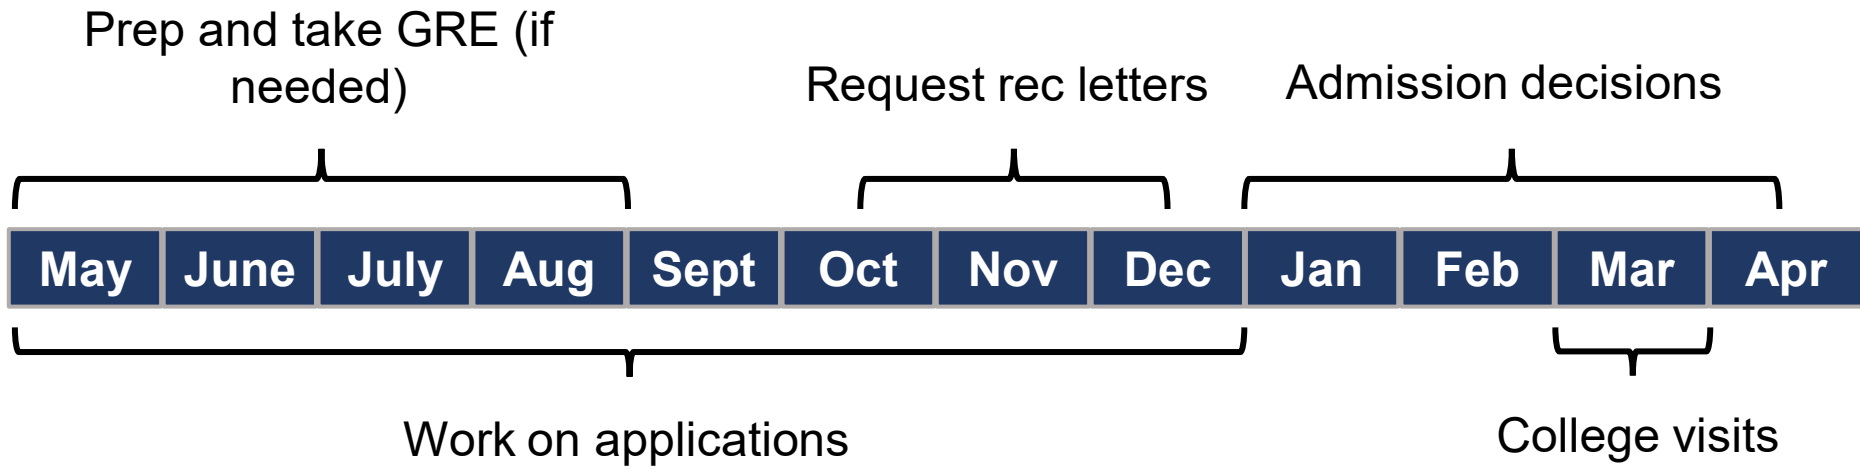 Prep and take GRE (if
needed)
Request rec letters
Admission decisions
May June July Aug Sept Oct Nov Dec Jan Feb Mar Apr
Work on applications
College visits